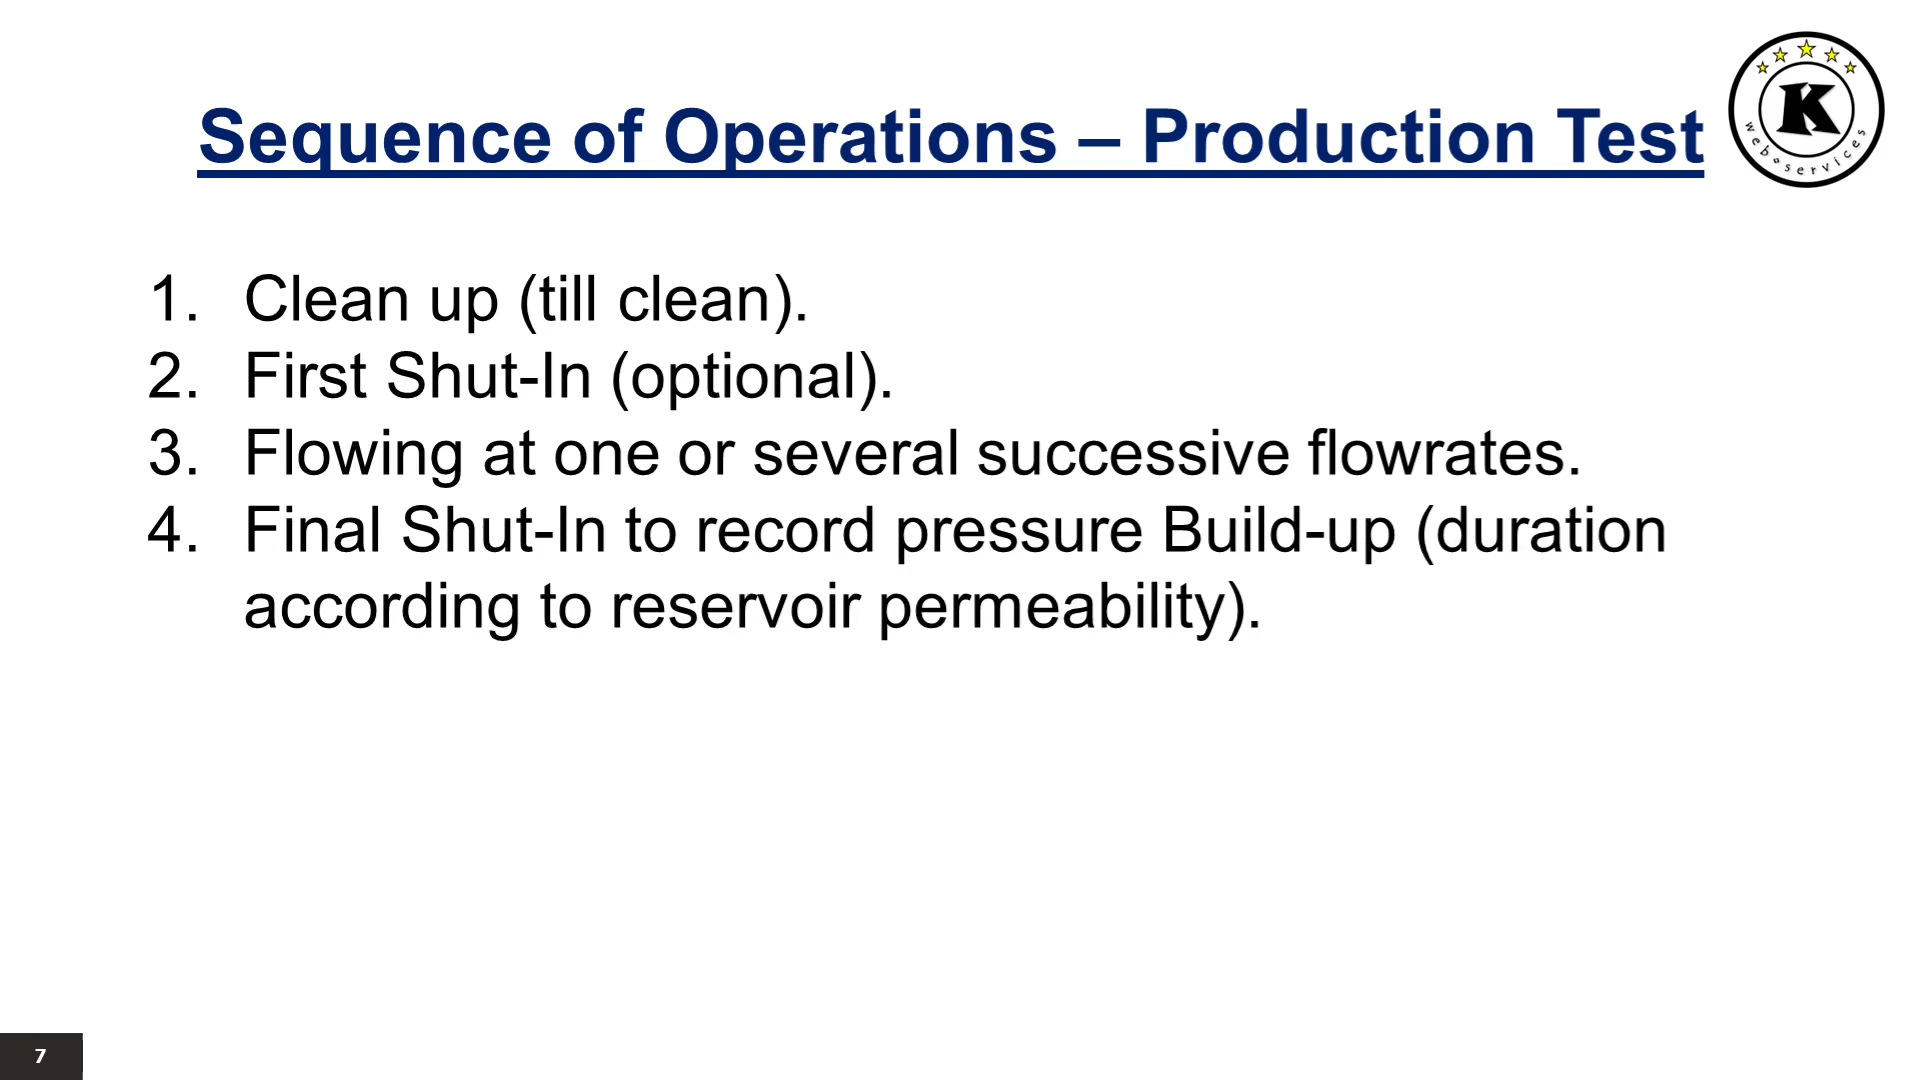 Sequence of Operations – Production Test
K
web services
1. Clean up (till clean).
2. First Shut-In (optional).
3. Flowing at one or several successive flowrates.
4. Final Shut-In to record pressure Build-up (duration
according to reservoir permeability).
7